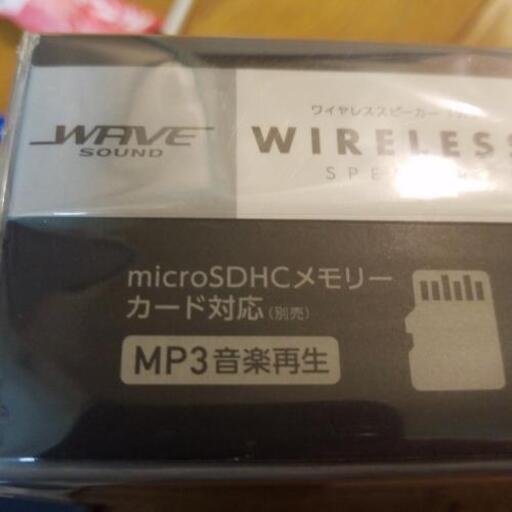 WAVE
SOUND
ワイヤレススピーカー
WIRELESS
microSDHCメモリー
カード対応(別売)
MP3音楽再生